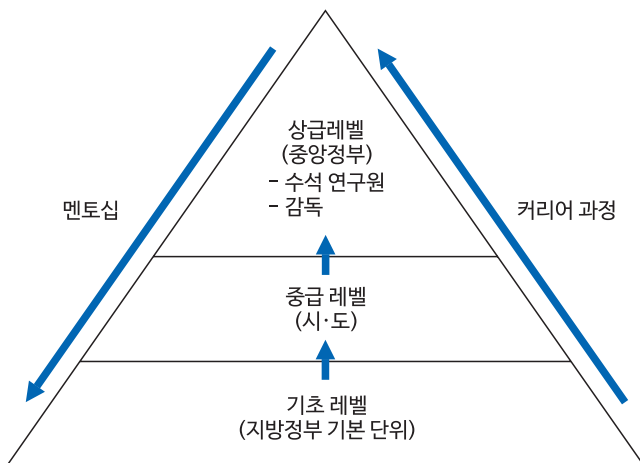 상급레벨
(중앙정부)
- 수석 연구원
- 감독
멘토십
커리어 과정
중급 레벨
(시·도)
기초 레벨
(지방정부 기본 단위)